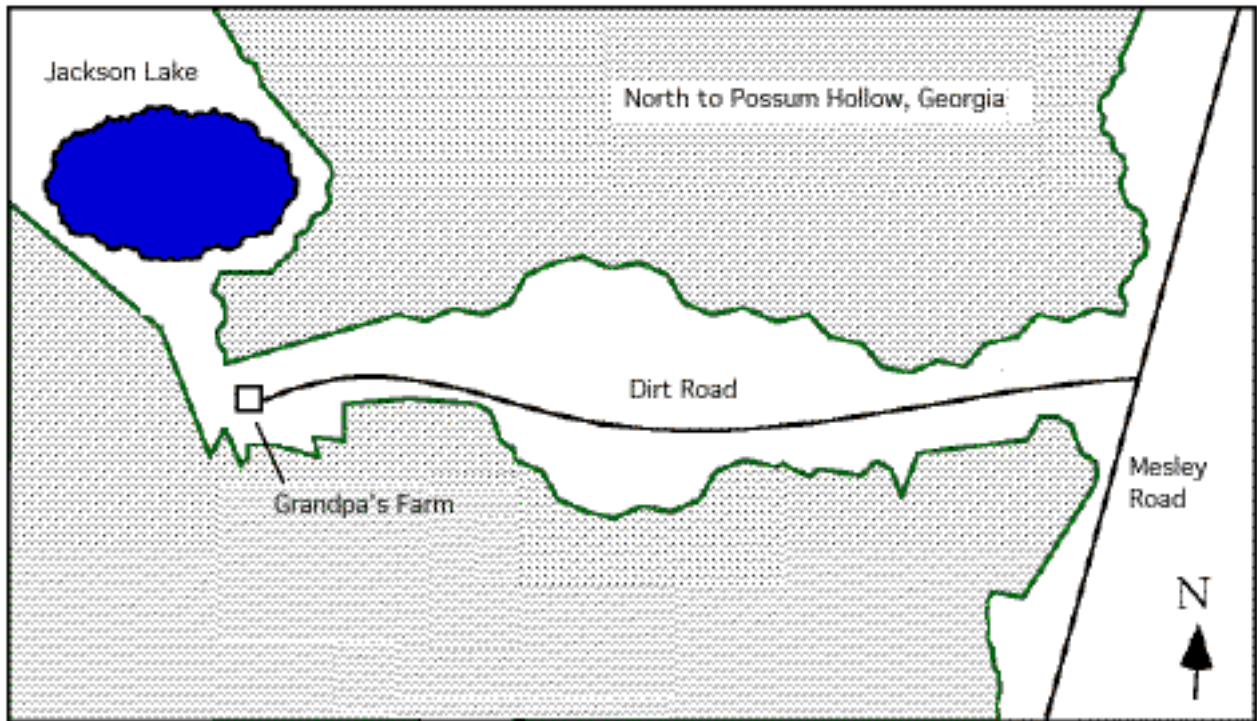 Jackson Lake
North to Possum Hollow, Georgia
Dirt Road
Mesley
Road
Grandpa's Farm
N